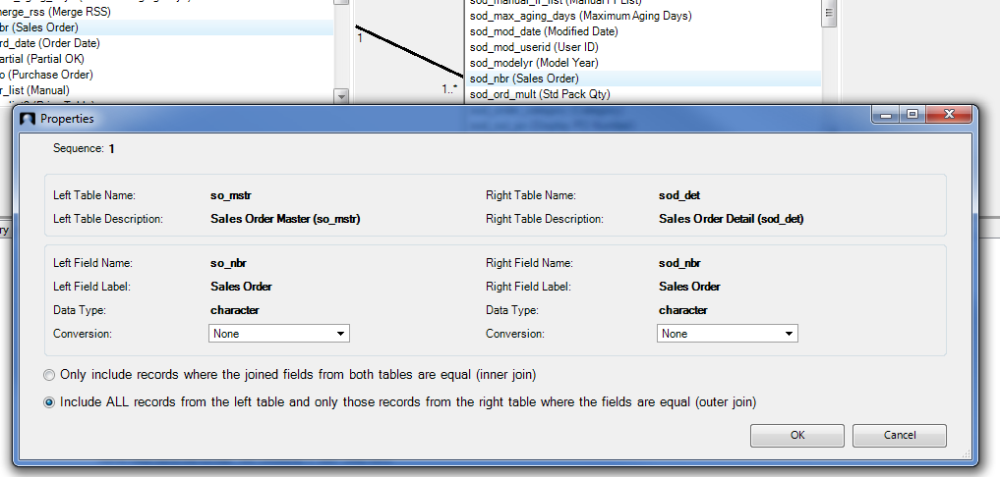 merge_rss (Merge RSS)
br (Sales Order)
ord_date (Order Date)
partial (Partial OK)
o (Purchase Order)
r_list (Manual)
1
1..*
sod_max_aging_days (Maximum Aging Days)
sod_mod_date (Modified Date)
sod_mod_userid (User ID)
sod_modelyr (Model Year)
sod_nbr (Sales Order)
sod_ord_mult (Std Pack Qty)
ry
Properties
Sequence: 1
Left Table Name: so_mstr Right Table Name: sod_det
Left Table Description: Sales Order Master (so_mstr) Right Table Description: Sales Order Detail (sod_det)
Left Field Name: so_nbr Right Field Name: sod_nbr
Left Field Label: Sales Order Right Field Label: Sales Order
Data Type: character Data Type: character
Conversion: None Conversion: None
Only include records where the joined fields from both tables are equal (inner join)
Include ALL records from the left table and only those records from the right table where the fields are equal (outer join)
OK Cancel